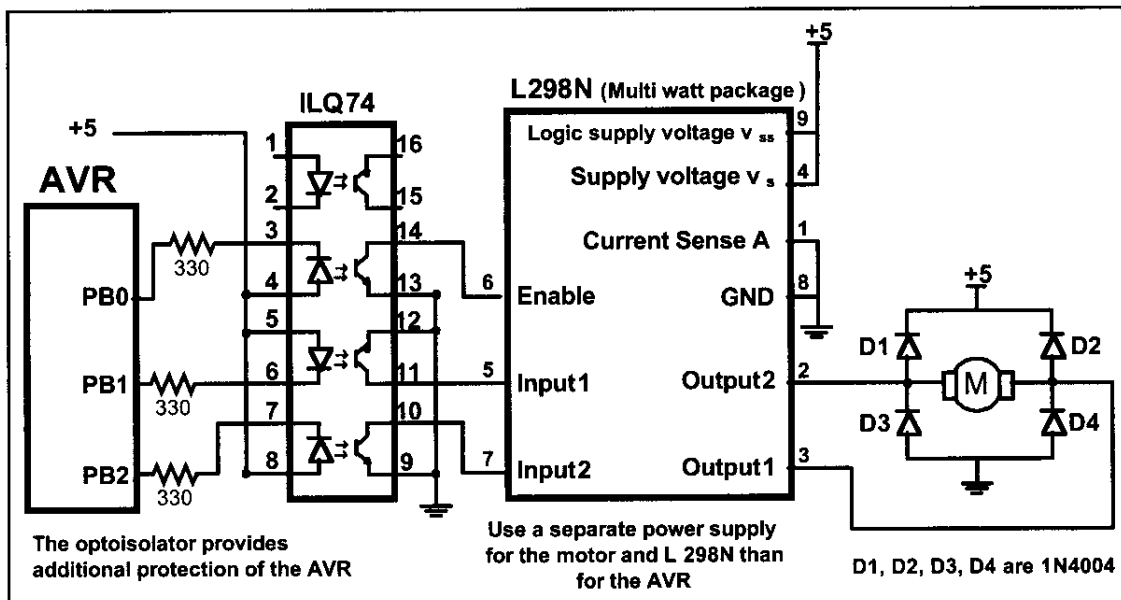 +5
L298N (Multi watt package)
ILQ74
+5
AVR
1
2
3
4
5
6
7
8
16
15
14
13
12
11
10
9
330
330
330
PB0
PB1
PB2
6
Enable
5
Input1
7
Input2
Logic supply voltage v ss
9
Supply voltage v s
4
Current Sense A
1
GND
8
Output2
2
Output1
3
+5
D1
D2
M
D3
D4
The optoisolator provides
additional protection of the AVR
Use a separate power supply
for the motor and L 298N than
for the AVR
D1, D2, D3, D4 are 1N4004